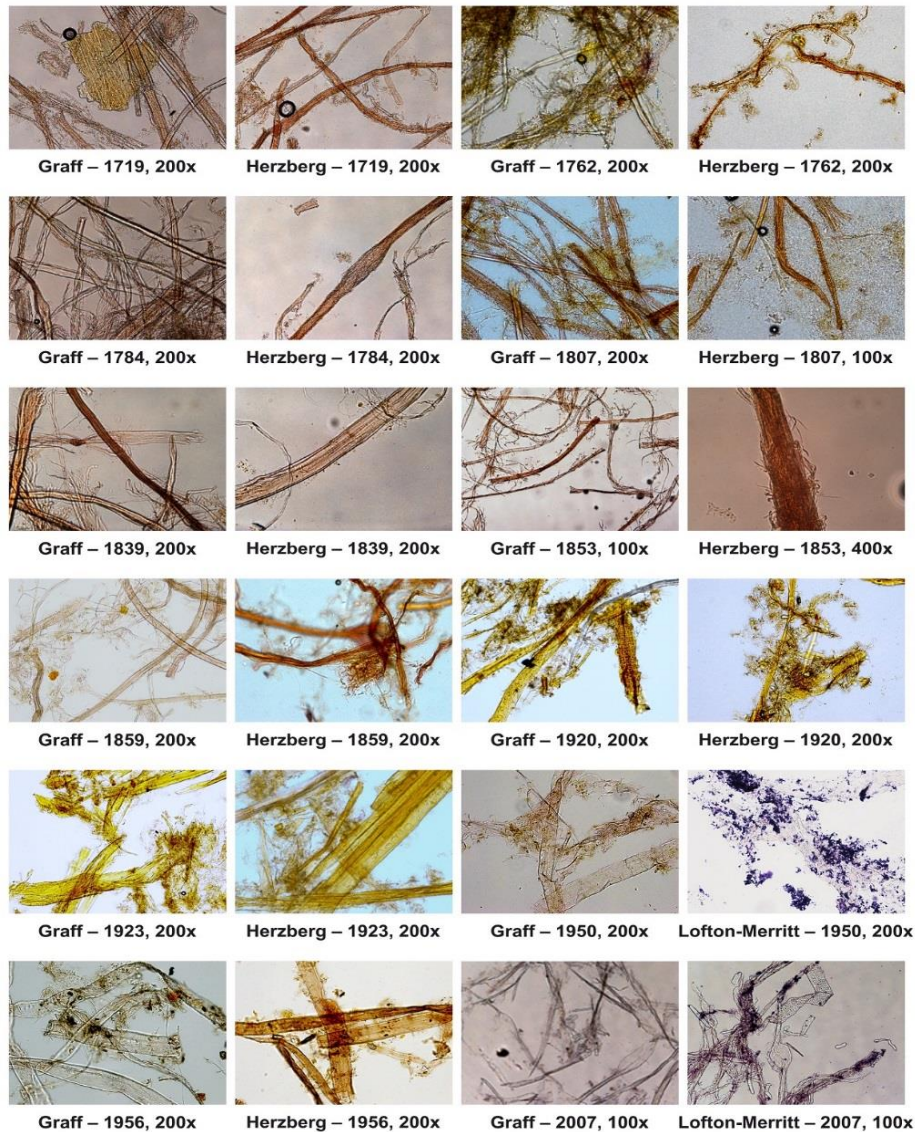 Graff – 1719, 200x Herzberg – 1719, 200x Graff – 1762, 200x Herzberg – 1762, 200x
Graff – 1784, 200x Herzberg – 1784, 200x Graff – 1807, 200x Herzberg – 1807, 100x
Graff – 1839, 200x Herzberg – 1839, 200x Graff – 1853, 100x Herzberg – 1853, 400x
Graff – 1859, 200x Herzberg – 1859, 200x Graff – 1920, 200x Herzberg – 1920, 200x
Graff – 1923, 200x Herzberg – 1923, 200x Graff – 1950, 200x Lofton-Merritt – 1950, 200x
Graff – 1956, 200x Herzberg – 1956, 200x Graff – 2007, 100x Lofton-Merritt – 2007, 100x